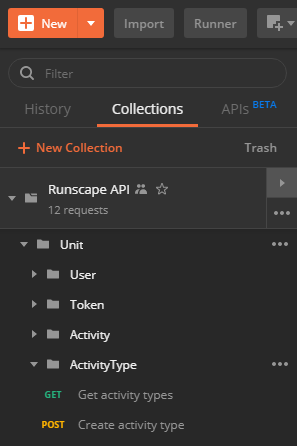 New Import Runner
Filter
History Collections APIs BETA
New Collection Trash
Runscape API
12 requests
Unit
User
Token
Activity
ActivityType
GET Get activity types
POST Create activity type